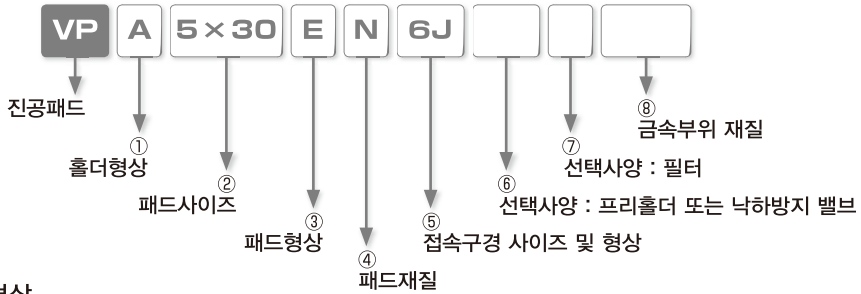 VP A 5×30 E N 6J
진공패드
①
홀더형상
②
패드사이즈
③
패드형상
④
패드재질
⑤
접속구경 사이즈 및 형상
⑥
선택사양 : 프리홀더 또는 낙하방지 밸브
⑦
선택사양 : 필터
⑧
금속부위 재질